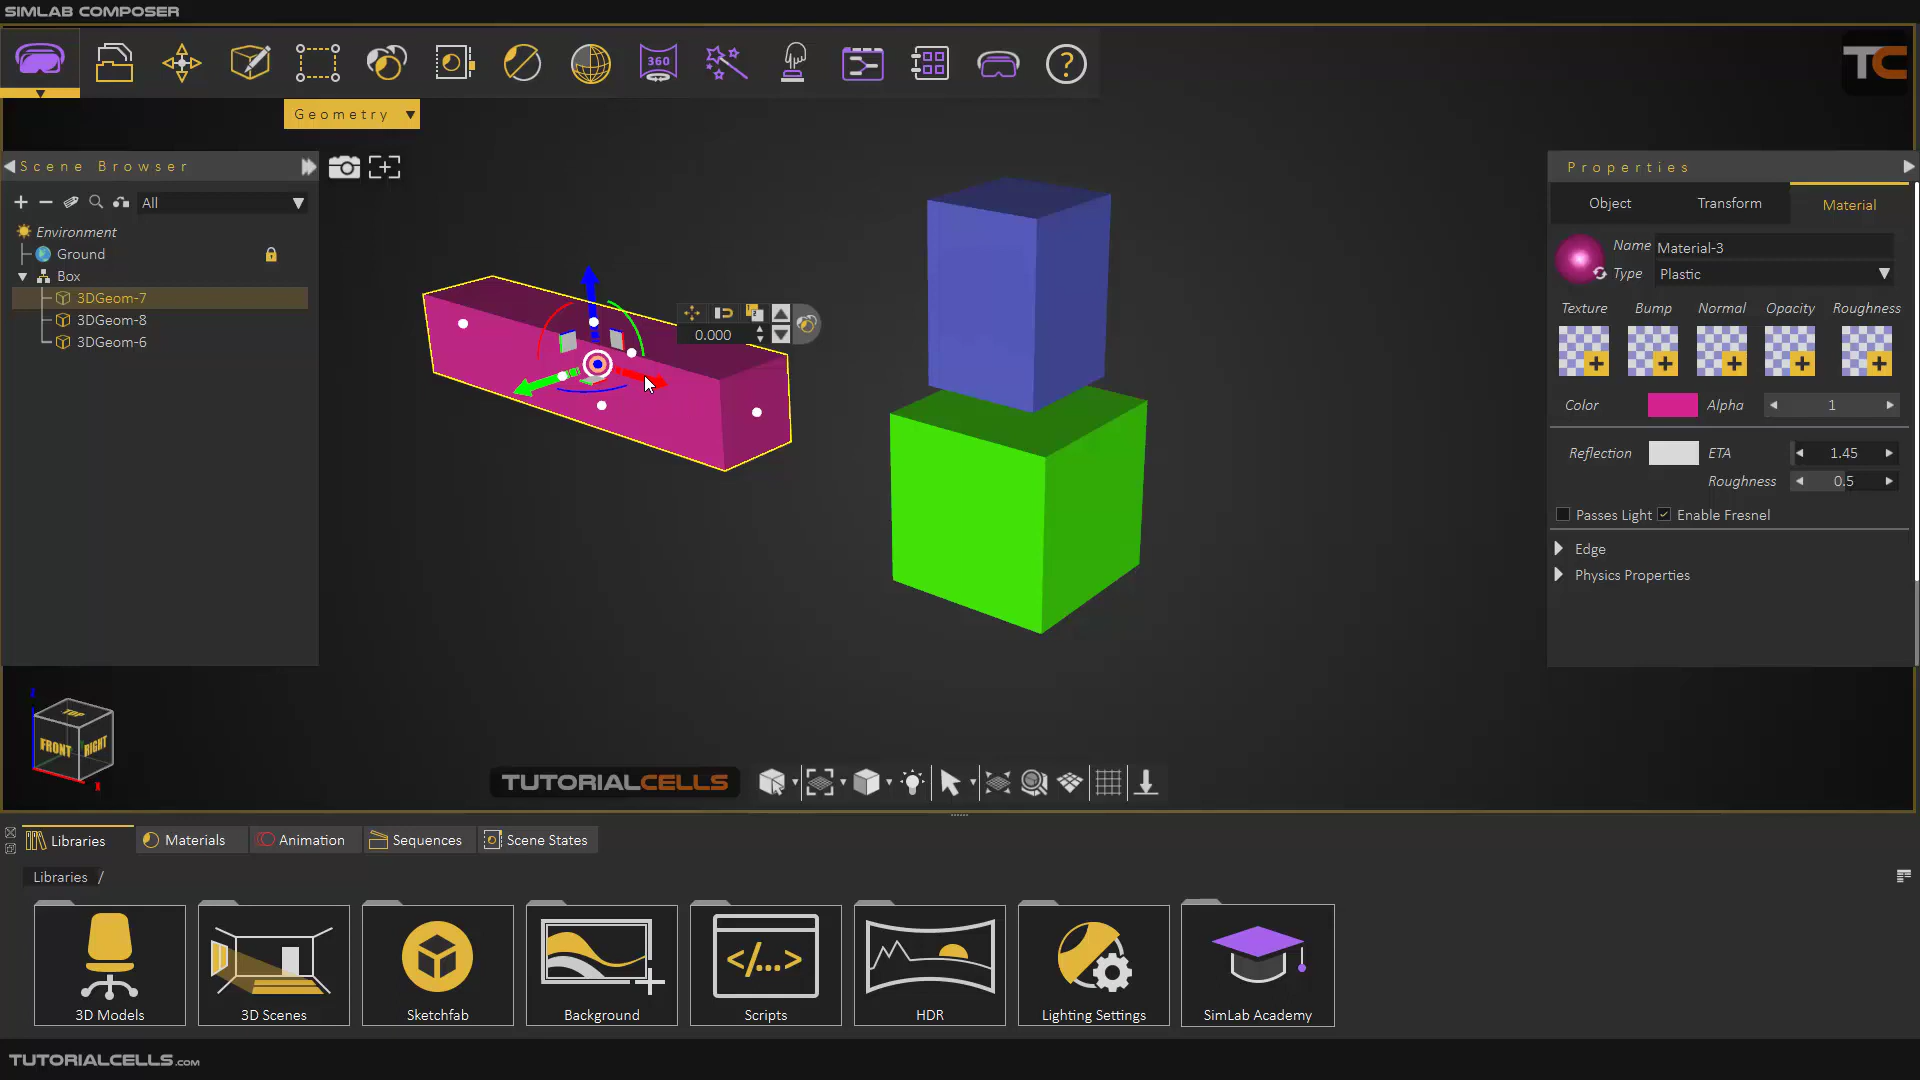 SIMLAB COMPOSER
360
?
TC
Geometry
Scene Browser
All
Environment
Ground
Box
3DGeom-7
3DGeom-8
3DGeom-6
0.000
Properties
Object Transform Material
Name Material-3
Type Plastic
Texture Bump Normal Opacity Roughness
Color Alpha 1
Reflection ETA 1.45
Roughness 0.5
Passes Light Enable Fresnel
Edge
Physics Properties
TOP
FRONT RIGHT
TUTORIALCELLS
Libraries Materials Animation Sequences Scene States
Libraries /
</...>
3D Models 3D Scenes Sketchfab Background Scripts HDR Lighting Settings SimLab Academy
TUTORIALCELLS.com